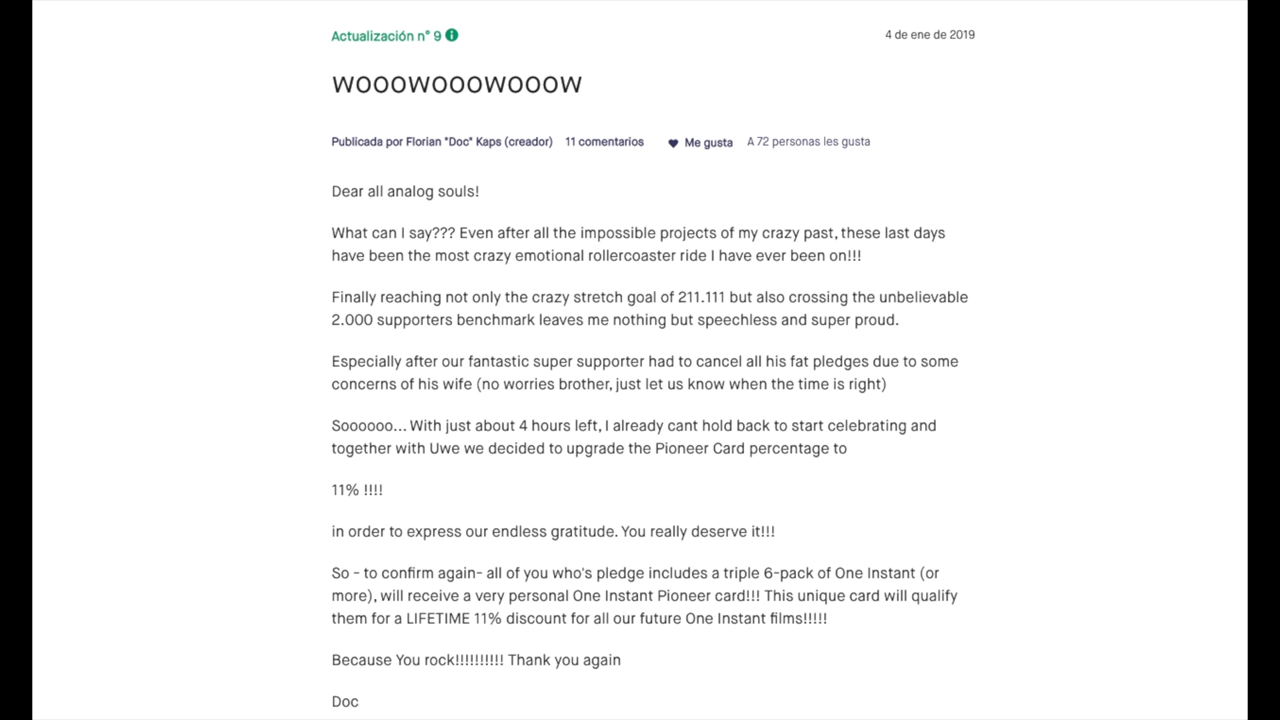 Actualización n° 9
4 de ene de 2019
wooowooowooow
Publicada por Florian "Doc" Kaps (creador) 11 comentarios Me gusta A 72 personas les gusta
Dear all analog souls!
What can I say??? Even after all the impossible projects of my crazy past, these last days
have been the most crazy emotional rollercoaster ride I have ever been on!!!
Finally reaching not only the crazy stretch goal of 211.111 but also crossing the unbelievable
2.000 supporters benchmark leaves me nothing but speechless and super proud.
Especially after our fantastic super supporter had to cancel all his fat pledges due to some
concerns of his wife (no worries brother, just let us know when the time is right)
Soooooo... With just about 4 hours left, I already cant hold back to start celebrating and
together with Uwe we decided to upgrade the Pioneer Card percentage to
11% !!!!
in order to express our endless gratitude. You really deserve it!!!
So - to confirm again- all of you who's pledge includes a triple 6-pack of One Instant (or
more), will receive a very personal One Instant Pioneer card!!! This unique card will qualify
them for a LIFETIME 11% discount for all our future One Instant films!!!!!
Because You rock!!!!!!!!!! Thank you again
Doc